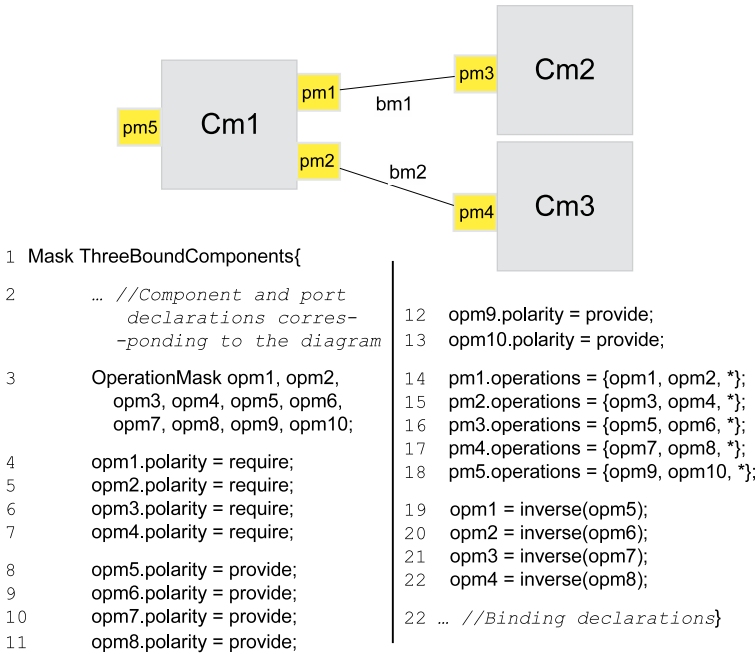 Cm1
Cm2
Cm3
pm1
pm2
pm3
pm4
pm5
bm1
bm2
1 Mask ThreeBoundComponents{
2 … //Component and port
declarations corres-
-ponding to the diagram
3 OperationMask opm1, opm2,
opm3, opm4, opm5, opm6,
opm7, opm8, opm9, opm10;
4 opm1.polarity = require;
5 opm2.polarity = require;
6 opm3.polarity = require;
7 opm4.polarity = require;
8 opm5.polarity = provide;
9 opm6.polarity = provide;
10 opm7.polarity = provide;
11 opm8.polarity = provide;
12 opm9.polarity = provide;
13 opm10.polarity = provide;
14 pm1.operations = {opm1, opm2, *};
15 pm2.operations = {opm3, opm4, *};
16 pm3.operations = {opm5, opm6, *};
17 pm4.operations = {opm7, opm8, *};
18 pm5.operations = {opm9, opm10, *};
19 opm1 = inverse(opm5);
20 opm2 = inverse(opm6);
21 opm3 = inverse(opm7);
22 opm4 = inverse(opm8);
22 … //Binding declarations}